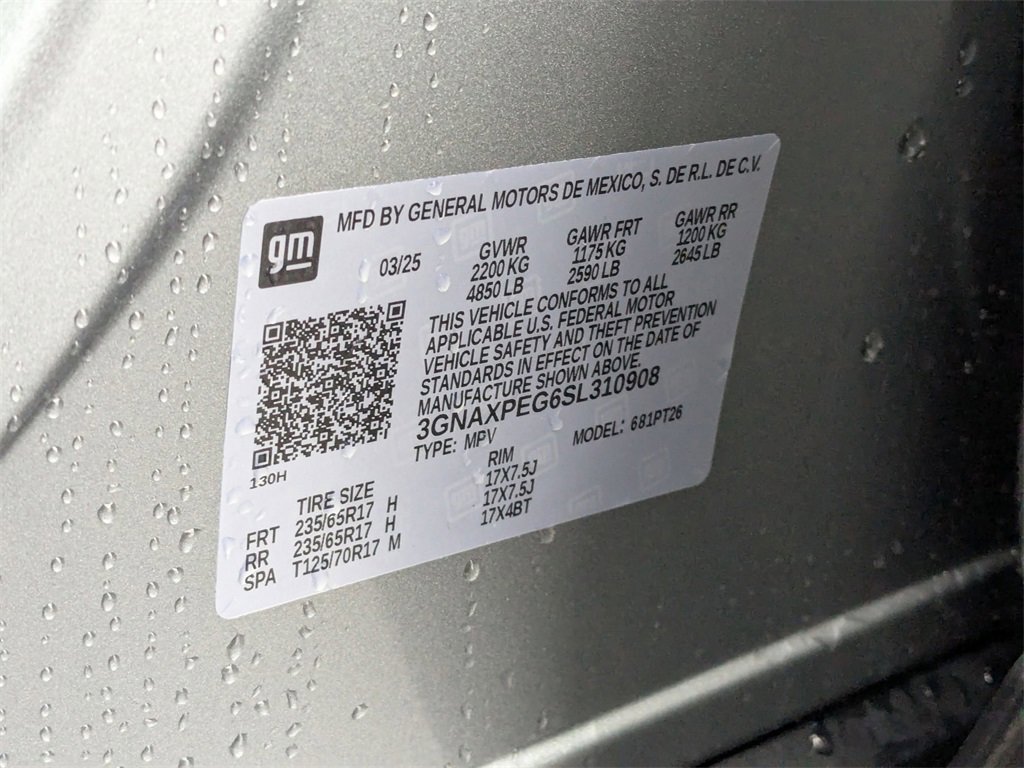 gm
MFD BY GENERAL MOTORS DE MEXICO, S. DE R.L. DE C.V.
03/25
GVWR
2200 KG
4850 LB
GAWR FRT
1175 KG
2590 LB
GAWR RR
1200 KG
2645 LB
THIS VEHICLE CONFORMS TO ALL
APPLICABLE U.S. FEDERAL MOTOR
VEHICLE SAFETY AND THEFT PREVENTION
STANDARDS IN EFFECT ON THE DATE OF
MANUFACTURE SHOWN ABOVE.
3GNAXPEG6SL310908
TYPE: MPV
MODEL: 681PT26
130H
TIRE SIZE
RIM
FRT 235/65R17 H 17X7.5J
RR 235/65R17 H 17X7.5J
SPA T125/70R17 M 17X4BT